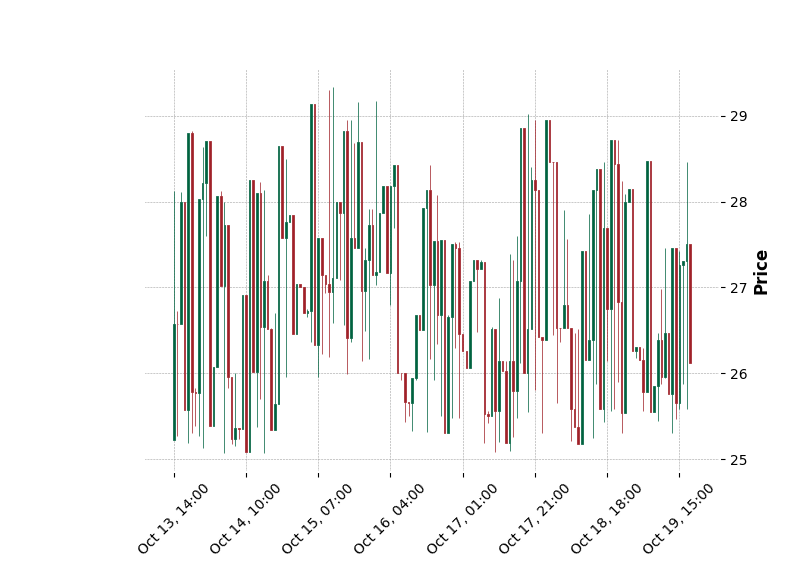 29
28
27
26
25
Price
Oct 13, 14:00
Oct 14, 10:00
Oct 15, 07:00
Oct 16, 04:00
Oct 17, 01:00
Oct 17, 21:00
Oct 18, 18:00
Oct 19, 15:00